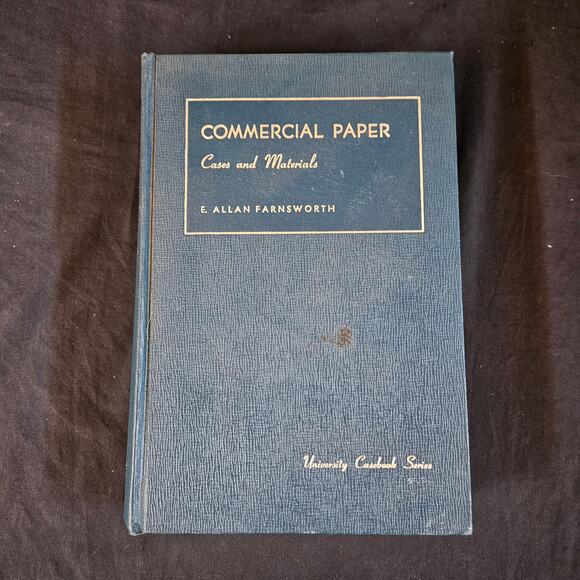 COMMERCIAL PAPER
Cases and Materials
E. ALLAN FARNSWORTH
University Casebook Series